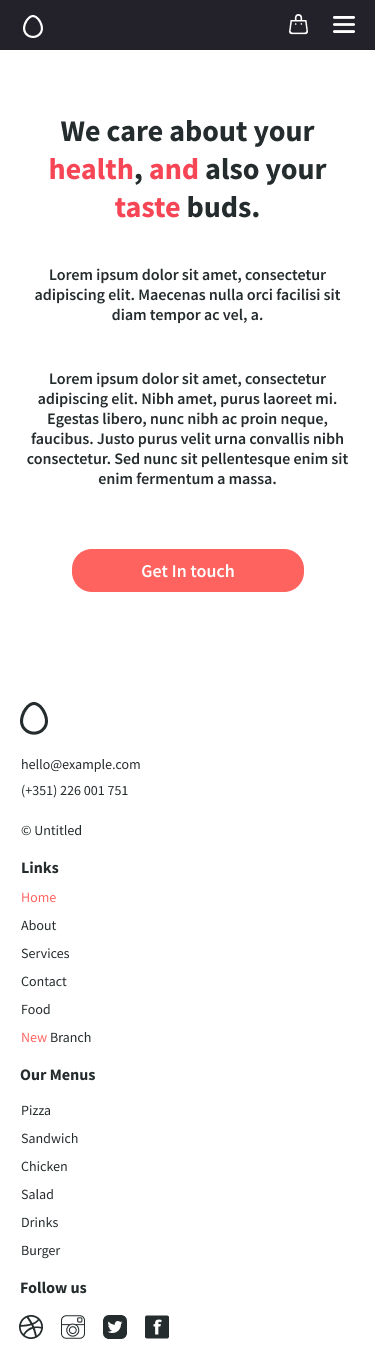 We care about your
health, and also your
taste buds.
Lorem ipsum dolor sit amet, consectetur
adipiscing elit. Maecenas nulla orci facilisi sit
diam tempor ac vel, a.
Lorem ipsum dolor sit amet, consectetur
adipiscing elit. Nibh amet, purus laoreet mi.
Egestas libero, nunc nibh ac proin neque,
faucibus. Justo purus velit urna convallis nibh
consectetur. Sed nunc sit pellentesque enim sit
enim fermentum a massa.
Get In touch
hello@example.com
(+351) 226 001 751
© Untitled
Links
Home
About
Services
Contact
Food
New Branch
Our Menus
Pizza
Sandwich
Chicken
Salad
Drinks
Burger
Follow us